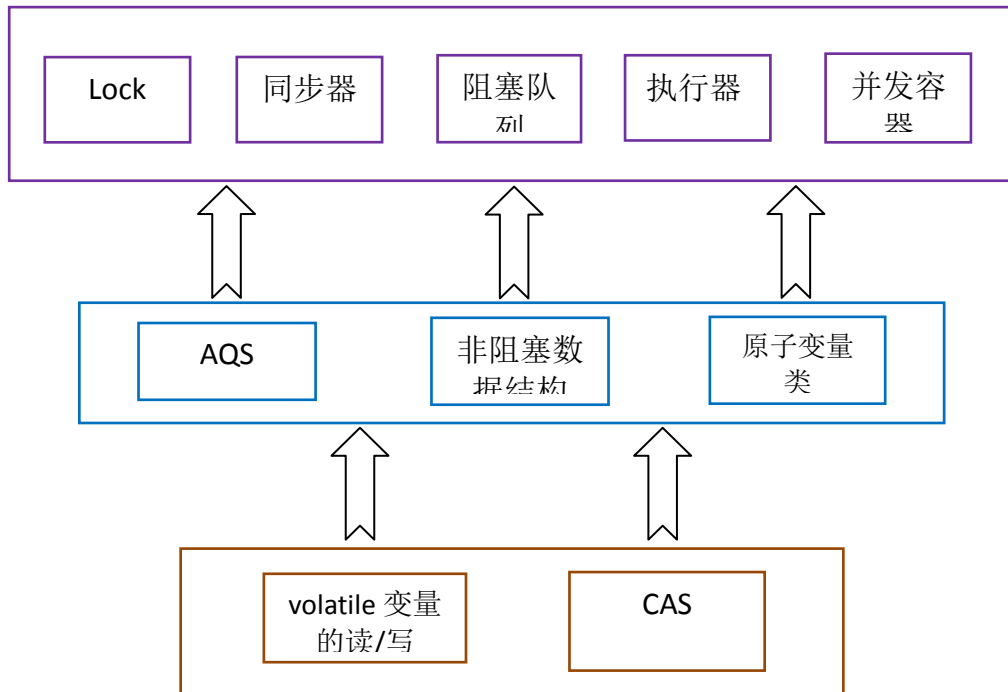 Lock
同步器
阻塞队
列
执行器
并发容
器
AQS
非阻塞数
据结构
原子变量
类
volatile 变量
的读/写
CAS